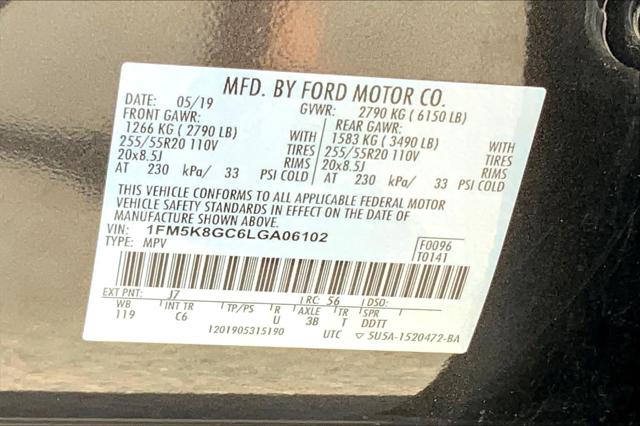 MFD. BY FORD MOTOR CO.
DATE: 05/19 GVWR: 2790 KG ( 6150 LB)
FRONT GAWR: REAR GAWR:
1266 KG ( 2790 LB) WITH 1583 KG ( 3490 LB) WITH
255/55R20 110V TIRES 255/55R20 110V TIRES
20x8.5J RIMS 20x8.5J RIMS
AT 230 kPa/ 33 PSI COLD AT 230 kPa/ 33 PSI COLD
THIS VEHICLE CONFORMS TO ALL APPLICABLE FEDERAL MOTOR
VEHICLE SAFETY STANDARDS IN EFFECT ON THE DATE OF
MANUFACTURE SHOWN ABOVE.
VIN: 1FM5K8GC6LGA06102
TYPE: MPV
F0096
T0141
EXT PNT: J7 RC: 56 DSO:
WB INT TR TP/PS R AXLE TR SPR
119 C6 U 3B T DDTT
1201905315190 UTC ▽ 5U5A-1520472-BA